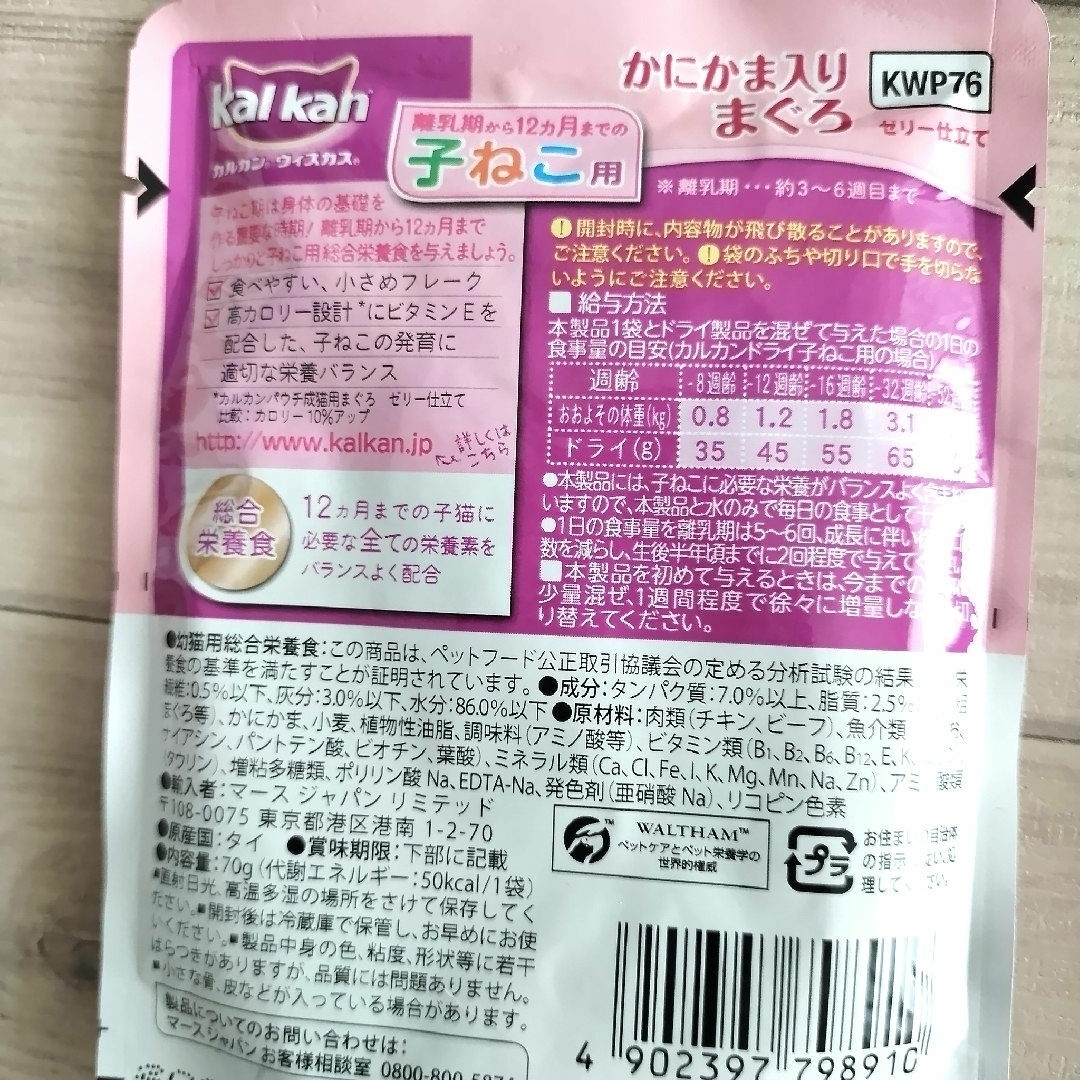 kal kan
カルカン ウィスカス
かにかま入り
まぐろ
KWP76
ゼリー仕立て
離乳期から12カ月までの
子ねこ用
※離乳期・・・約3〜6週目まで
子ねこ期は身体の基礎を
作る重要な時期!離乳期から12ヵ月まで
しっかりと子ねこ用総合栄養食を与えましょう。
食べやすい、小さめフレーク
高カロリー設計*にビタミンEを
配合した、子ねこの発育に
適切な栄養バランス
*カルカンパウチ成猫用まぐろ ゼリー仕立て
比較:カロリー10%アップ
http://www.kalkan.jp
詳しくは
こちら
総合
栄養食
12ヵ月までの子猫に
必要な全ての栄養素を
バランスよく配合
!開封時に、内容物が飛び散ることがありますので、
ご注意ください。!袋のふちや切り口で手を切らな
いようにご注意ください。
■給与方法
本製品1袋とドライ製品を混ぜて与えた場合の1日の
食事量の目安(カルカンドライ子ねこ用の場合)
週齢 -8週齢 -12週齢 -16週齢 -32週齢
おおよその体重(kg) 0.8 1.2 1.8 3.1
ドライ(g) 35 45 55 65
●本製品には、子ねこに必要な栄養がバランスよく
いますので、本製品と水のみで毎日の食事として
●1日の食事量を離乳期は5〜6回、成長に伴い
数を減らし、生後半年頃までに2回程度で与えて
■本製品を初めて与えるときは、今までの
少量混ぜ、1週間程度で徐々に増量しな
り替えてください。
●幼猫用総合栄養食:この商品は、ペットフード公正取引協議会の定める分析試験の結果
養食の基準を満たすことが証明されています。●成分:タンパク質:7.0%以上、脂質:2.5%
繊維:0.5%以下、灰分:3.0%以下、水分:86.0%以下 ●原材料:肉類(チキン、ビーフ)、魚介類
まぐろ等)、かにかま、小麦、植物性油脂、調味料(アミノ酸等)、ビタミン類(B1、B2、B6、B12、E、K、
イアシン、パントテン酸、ビオチン、葉酸)、ミネラル類(Ca、Cl、Fe、I、K、Mg、Mn、Na、Zn)、アミノ酸類
タウリン)、増粘多糖類、ポリリン酸Na、EDTA-Na、発色剤(亜硝酸Na)、リコピン色素
●輸入者:マース ジャパン リミテッド
〒108-0075 東京都港区港南 1-2-70
●原産国:タイ ●賞味期限:下部に記載
●内容量:70g(代謝エネルギー:50kcal/1袋)
■直射日光、高温多湿の場所をさけて保存してく
ださい。■開封後は冷蔵庫で保管し、お早めにお使
いください。■製品中身の色、粘度、形状等に若干
ばらつきがありますが、品質には問題ありません。
■小さな骨、皮などが入っている場合があります。
製品についてのお問い合わせは:
マース ジャパン お客様相談室 0800-800-
WALTHAM™
ペットケアとペット栄養学の
世界的権威
プラ
お住まい
の指示
理して
4 902397 798910